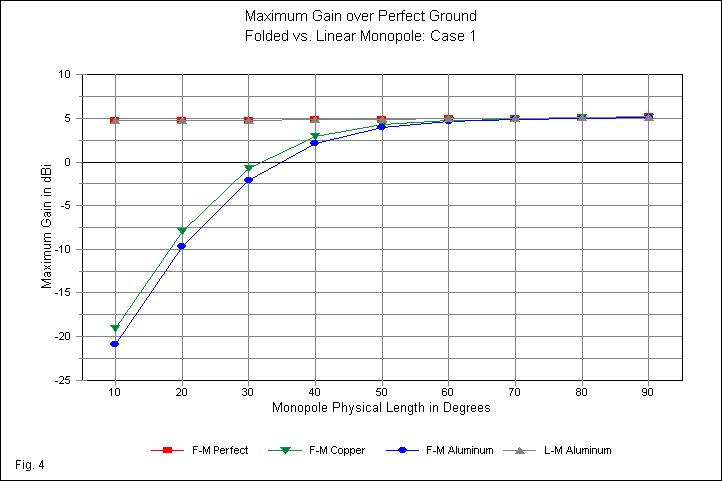 Maximum Gain over Perfect Ground
Folded vs. Linear Monopole: Case 1
Maximum Gain in dBi
10
5
0
-5
-10
-15
-20
-25
10 20 30 40 50 60 70 80 90
Monopole Physical Length in Degrees
F-M Perfect F-M Copper F-M Aluminum L-M Aluminum
Fig. 4